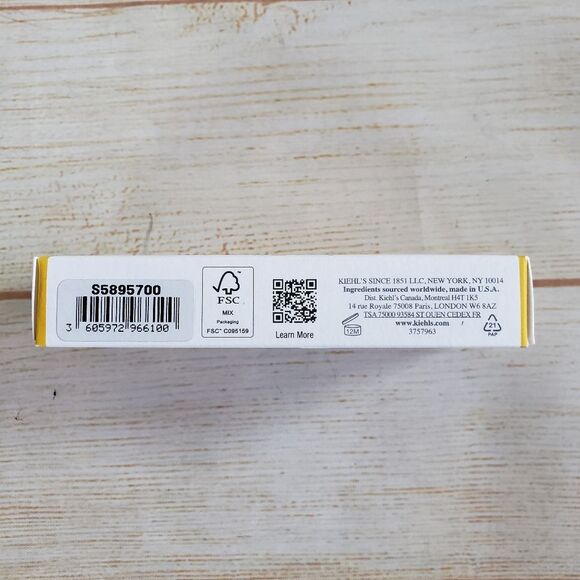 S5895700
3 605972 966100
FSC
MIX
Packaging
FSC™ C095159
Learn More
KIEHL'S SINCE 1851 LLC, NEW YORK, NY 10014
Ingredients sourced worldwide, made in U.S.A.
Dist. Kiehl's Canada, Montreal H4T 1K5
14 rue Royale 75008 Paris, LONDON W6 8AZ
TSA 75000 93584 ST OUEN CEDEX FR
www.kiehls.com
12M
3757963
21
PAP